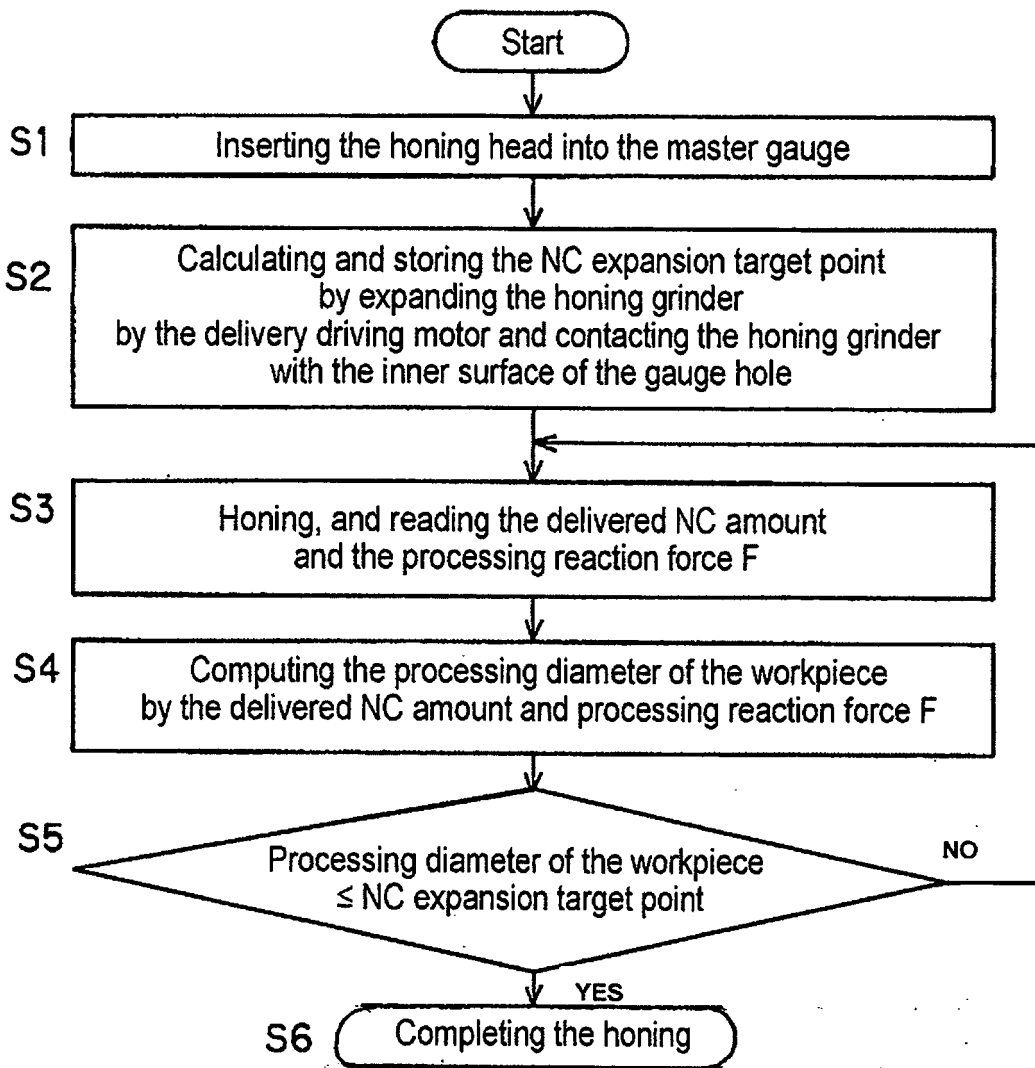 Start
S1
Inserting the honing head into the master gauge
S2
Calculating and storing the NC expansion target point
by expanding the honing grinder
by the delivery driving motor and contacting the honing grinder
with the inner surface of the gauge hole
S3
Honing, and reading the delivered NC amount
and the processing reaction force F
S4
Computing the processing diameter of the workpiece
by the delivered NC amount and processing reaction force F
S5
Processing diameter of the workpiece
≤ NC expansion target point
NO
YES
S6
Completing the honing